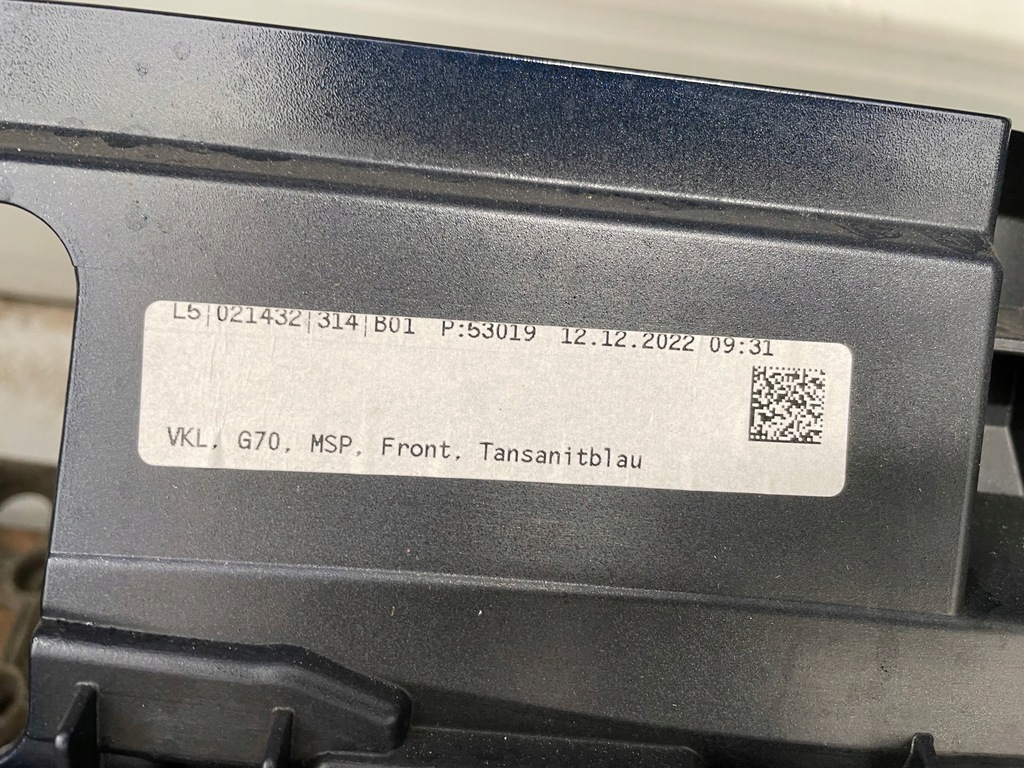 L5|021432|314|B01 P:53019 12.12.2022 09:31
VKL, G70, MSP, Front, Tansanitblau